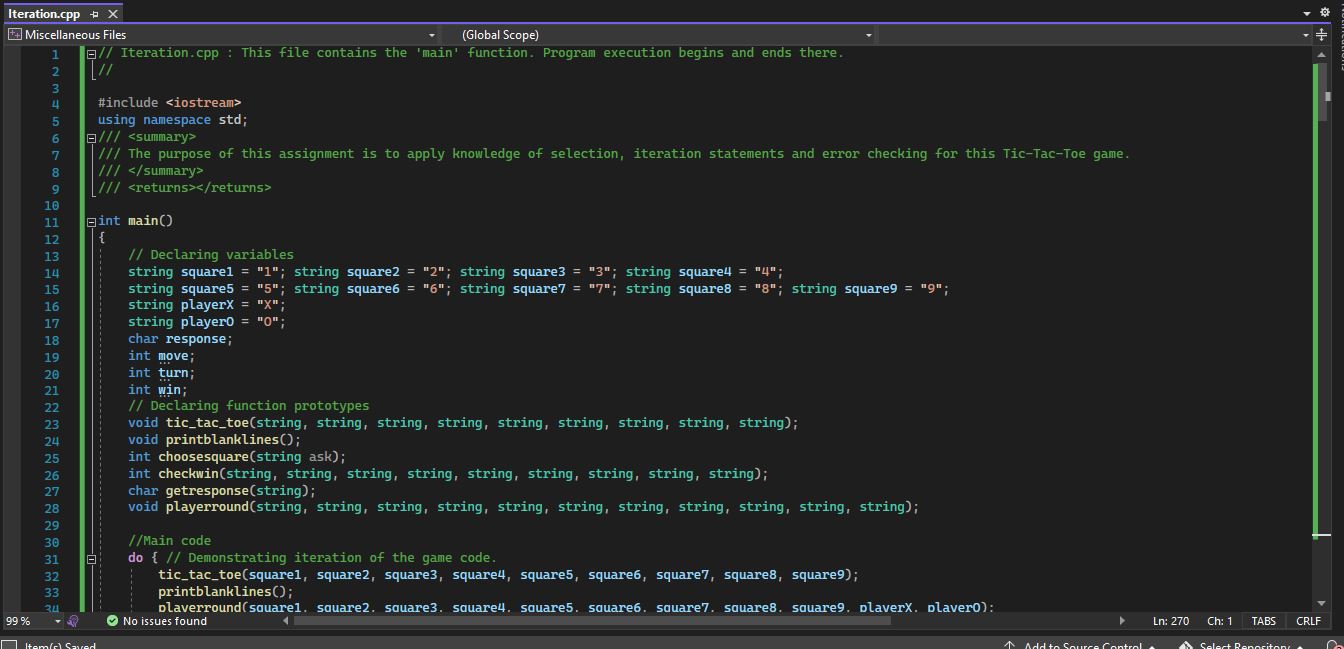 Iteration.cpp
Miscellaneous Files (Global Scope)
1 // Iteration.cpp : This file contains the 'main' function. Program execution begins and ends there.
2 //
3
4 #include <iostream>
5 using namespace std;
6 /// <summary>
7 /// The purpose of this assignment is to apply knowledge of selection, iteration statements and error checking for this Tic-Tac-Toe game.
8 /// </summary>
9 /// <returns></returns>
10
11 int main()
12 {
13 // Declaring variables
14 string square1 = "1"; string square2 = "2"; string square3 = "3"; string square4 = "4";
15 string square5 = "5"; string square6 = "6"; string square7 = "7"; string square8 = "8"; string square9 = "9";
16 string playerX = "X";
17 string playerO = "O";
18 char response;
19 int move;
20 int turn;
21 int win;
22 // Declaring function prototypes
23 void tic_tac_toe(string, string, string, string, string, string, string, string, string);
24 void printblanklines();
25 int choosesquare(string ask);
26 int checkwin(string, string, string, string, string, string, string, string, string);
27 char getresponse(string);
28 void playerround(string, string, string, string, string, string, string, string, string, string, string);
29
30 //Main code
31 do { // Demonstrating iteration of the game code.
32 tic_tac_toe(square1, square2, square3, square4, square5, square6, square7, square8, square9);
33 printblanklines();
34 playerround(square1, square2, square3, square4, square5, square6, square7, square8, square9, playerX, playerO);
99 % No issues found Ln: 270 Ch: 1 TABS CRLF
Item(s) Saved Add to Source Control Select Repository